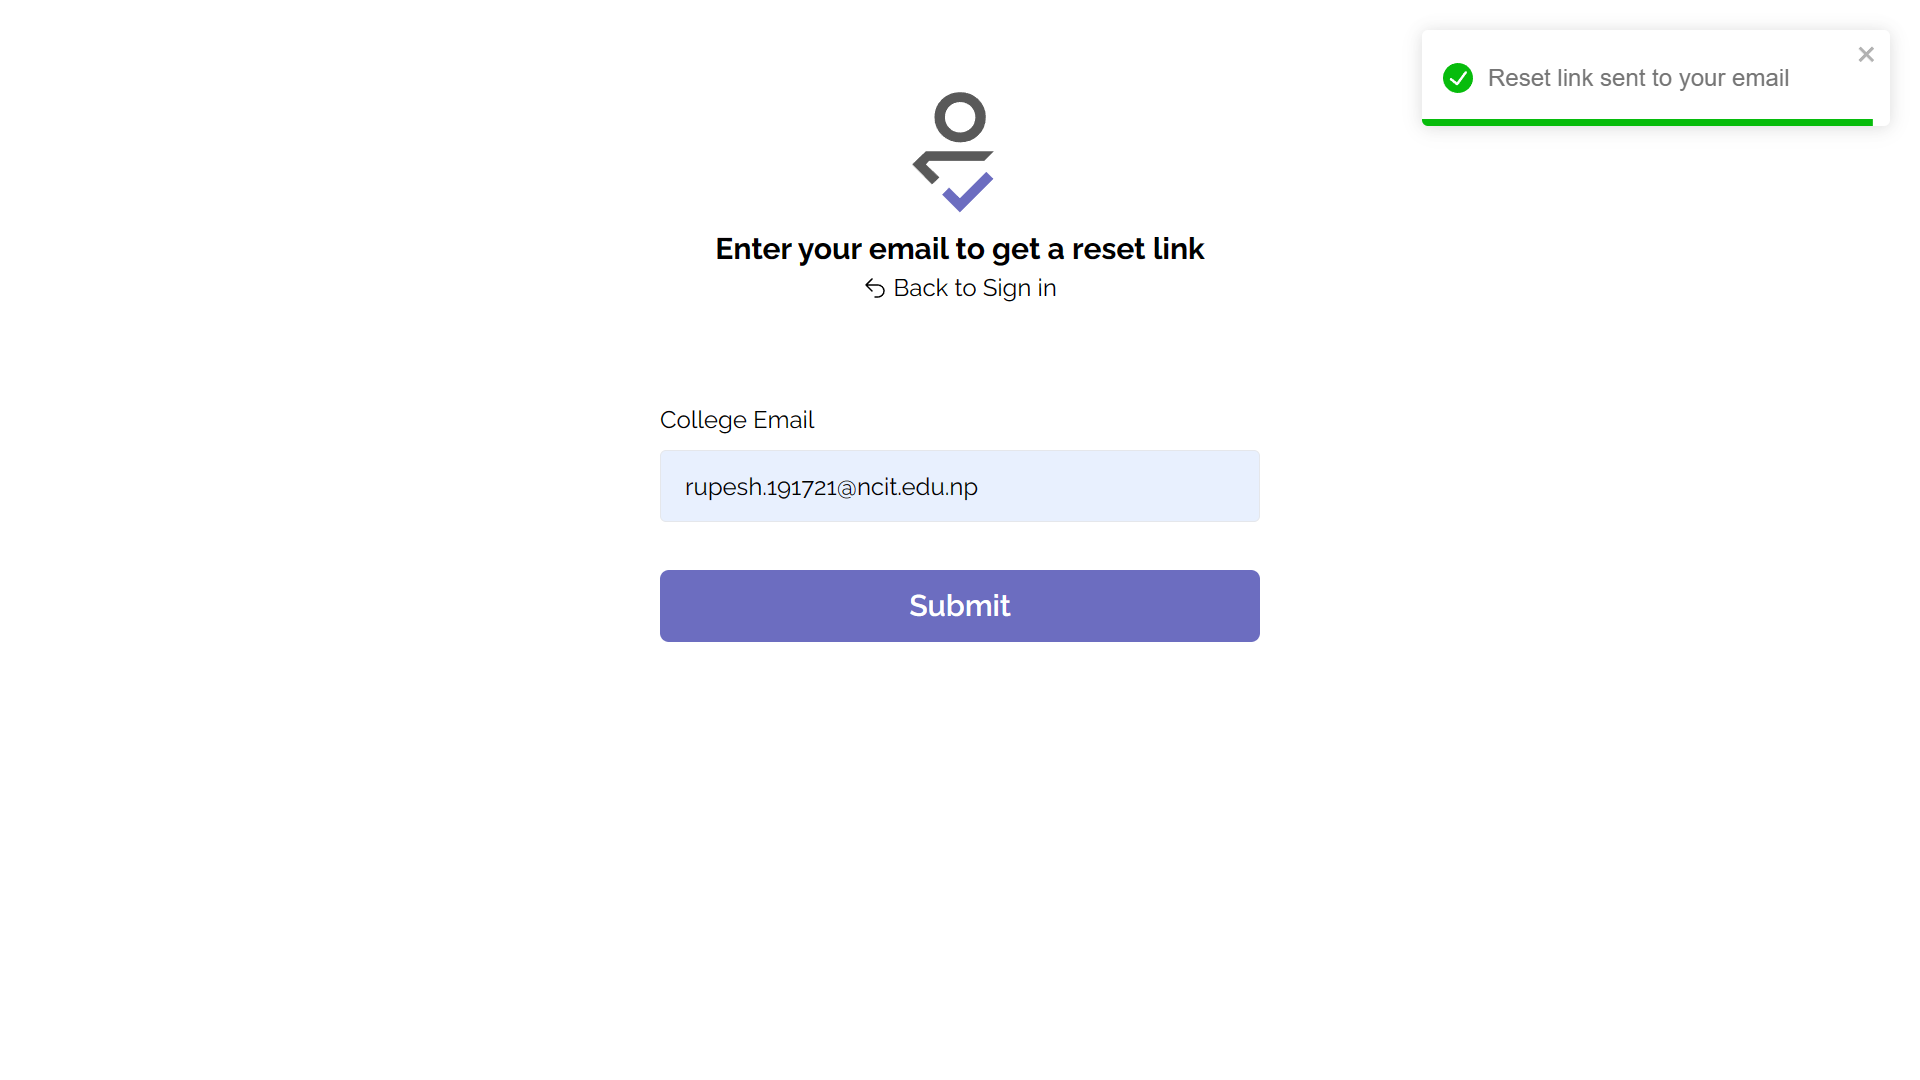 Reset link sent to your email
Enter your email to get a reset link
Back to Sign in
College Email
rupesh.191721@ncit.edu.np
Submit